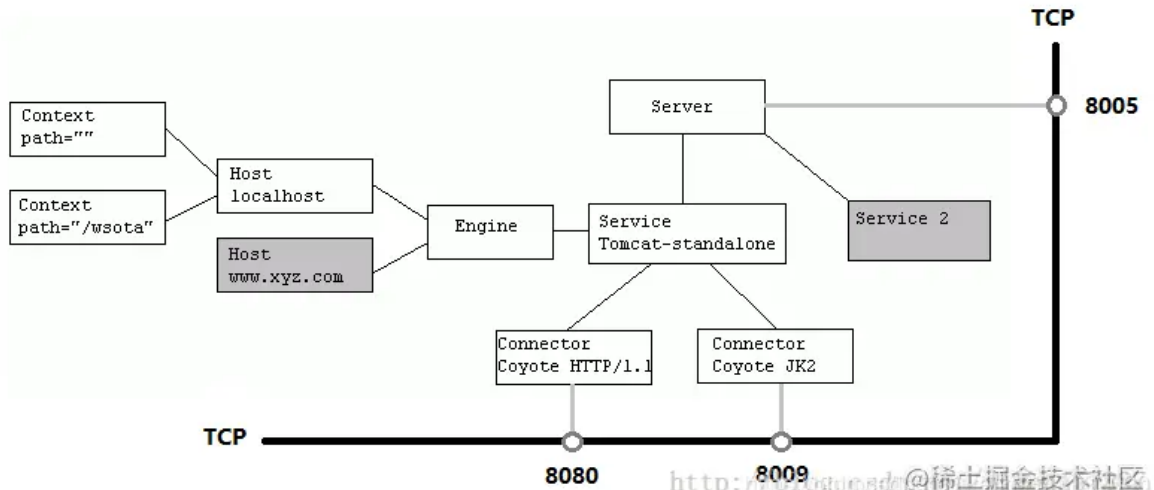 TCP
Server
8005
Context
path=""
Host
localhost
Context
path="/wsota"
Engine
Service
Tomcat-standalone
Service 2
Host
www.xyz.com
Connector
Coyote HTTP/1.1
Connector
Coyote JK2
TCP
8080
8009
@稀土掘金技术社区